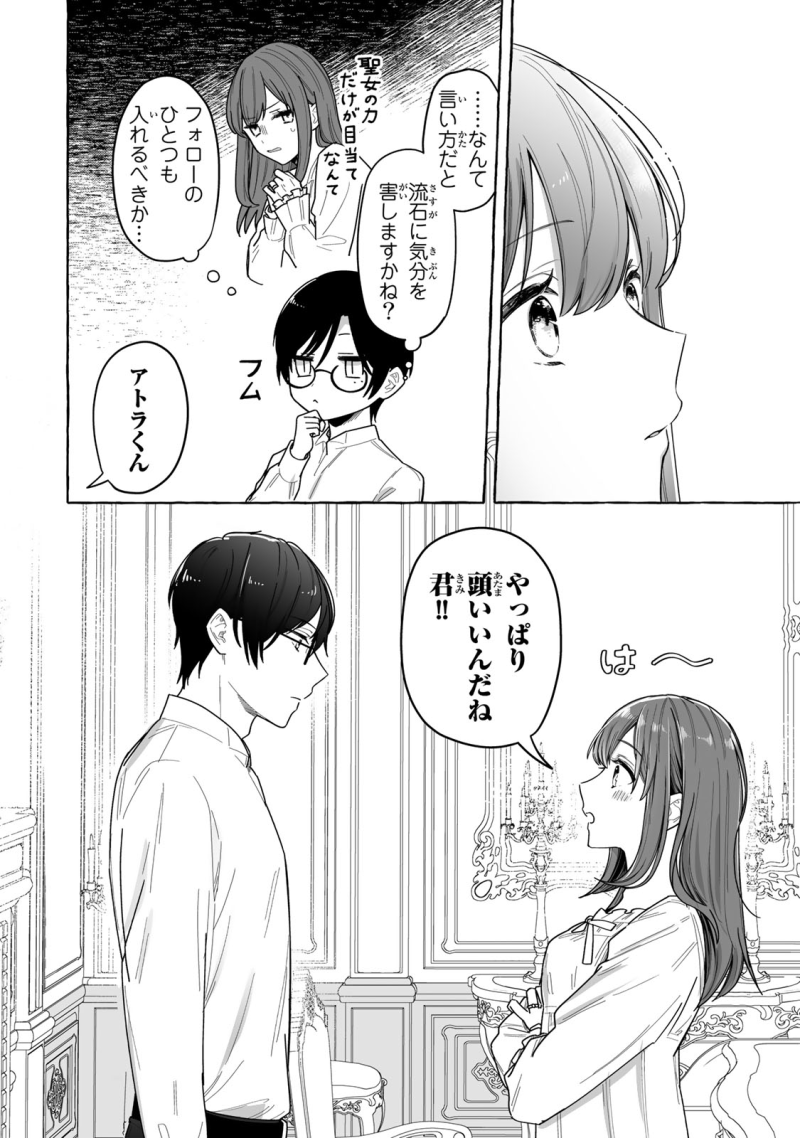 ……なんて
言い方だと
流石に気分を
害しますかね？
聖女の力
だけが目当て
なんて
フォローの
ひとつも
入れるべきか…
フム
アトラくん
やっぱり
頭いいんだね
君!!
は〜